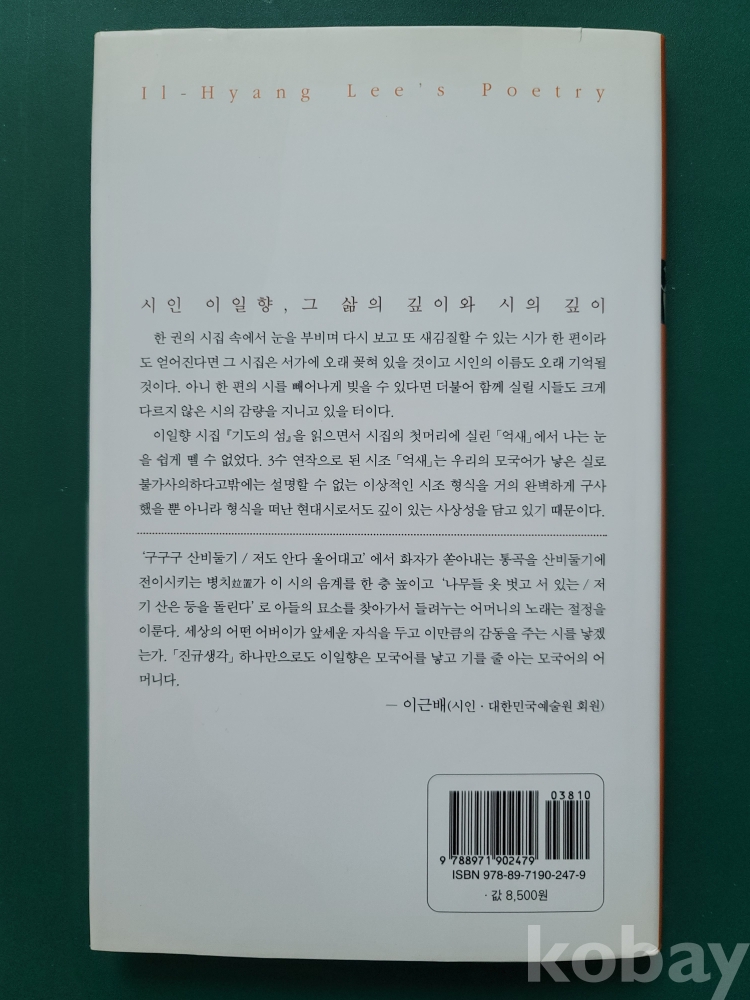 Il-Hyang Lee's Poetry
시인 이일향, 그 삶의 깊이와 시의 깊이
한 권의 시집 속에서 눈을 부비며 다시 보고 또 새김질할 수 있는 시가 한 편이라
도 얻어진다면 그 시집은 서가에 오래 꽂혀 있을 것이고 시인의 이름도 오래 기억될
것이다. 아니 한 편의 시를 빼어나게 빚을 수 있다면 더불어 함께 실릴 시들도 크게
다르지 않은 시의 감량을 지니고 있을 터이다.
이일향 시집 『기도의 섬』을 읽으면서 시집의 첫머리에 실린 「억새」에서 나는 눈
을 쉽게 뗄 수 없었다. 3수 연작으로 된 시조 「억새」는 우리의 모국어가 낳은 실로
불가사의하다고밖에는 설명할 수 없는 이상적인 시조 형식을 거의 완벽하게 구사
했을 뿐 아니라 형식을 떠난 현대시로서도 깊이 있는 사상성을 담고 있기 때문이다.
‘구구구 산비둘기 / 저도 안다 울어대고’ 에서 화자가 쏟아내는 통곡을 산비둘기에
전이시키는 병치竝置가 이 시의 음계를 한 층 높이고 ‘나무들 옷 벗고 서 있는 / 저
기 산은 등을 돌린다’ 로 아들의 묘소를 찾아가서 들려누는 어머니의 노래는 절정을
이룬다. 세상의 어떤 어버이가 앞세운 자식을 두고 이만큼의 감동을 주는 시를 낳겠
는가. 「진규생각」 하나만으로도 이일향은 모국어를 낳고 기를 줄 아는 모국어의 어
머니다.
— 이근배(시인 · 대한민국예술원 회원)
03810
9 788971 902479
ISBN 978-89-7190-247-9
· 값 8,500원
kobay